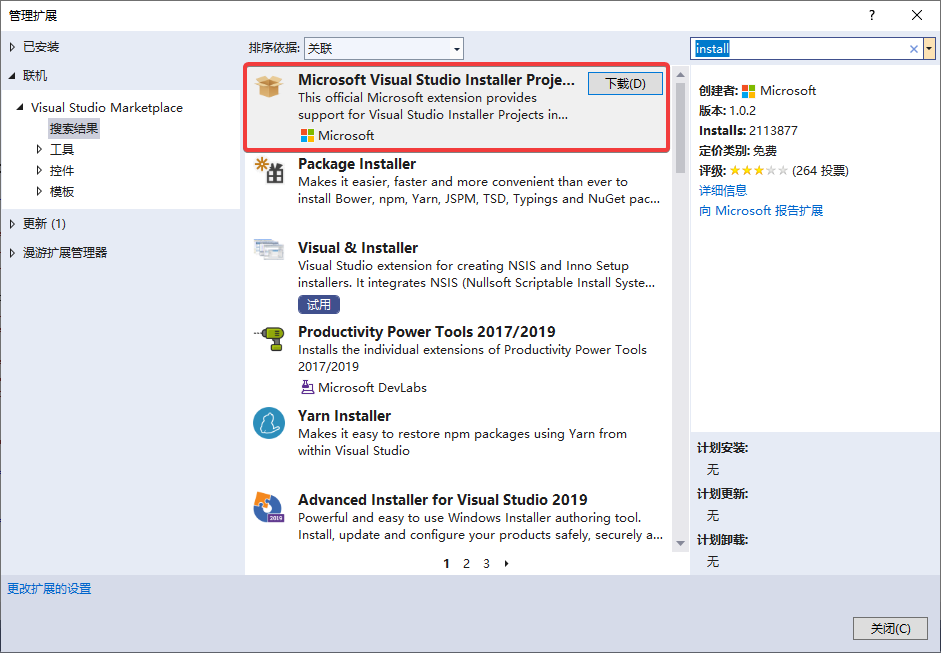 管理扩展
?
已安装
联机
Visual Studio Marketplace
搜索结果
工具
控件
模板
更新 (1)
漫游扩展管理器
更改扩展的设置
排序依据: 关联
Microsoft Visual Studio Installer Proje...
下载(D)
This official Microsoft extension provides
support for Visual Studio Installer Projects in...
Microsoft
Package Installer
Makes it easier, faster and more convenient than ever to
install Bower, npm, Yarn, JSPM, TSD, Typings and NuGet pac...
Visual & Installer
Visual Studio extension for creating NSIS and Inno Setup
installers. It integrates NSIS (Nullsoft Scriptable Install Syste...
试用
Productivity Power Tools 2017/2019
Installs the individual extensions of Productivity Power Tools
2017/2019
Microsoft DevLabs
Yarn Installer
Makes it easy to restore npm packages using Yarn from
within Visual Studio
2019
Advanced Installer for Visual Studio 2019
Powerful and easy to use Windows Installer authoring tool.
Install, update and configure your products safely, securely a...
1 2 3
install
创建者: Microsoft
版本: 1.0.2
Installs: 2113877
定价类别: 免费
评级: (264 投票)
详细信息
向 Microsoft 报告扩展
计划安装:
无
计划更新:
无
计划卸载:
无
关闭(C)